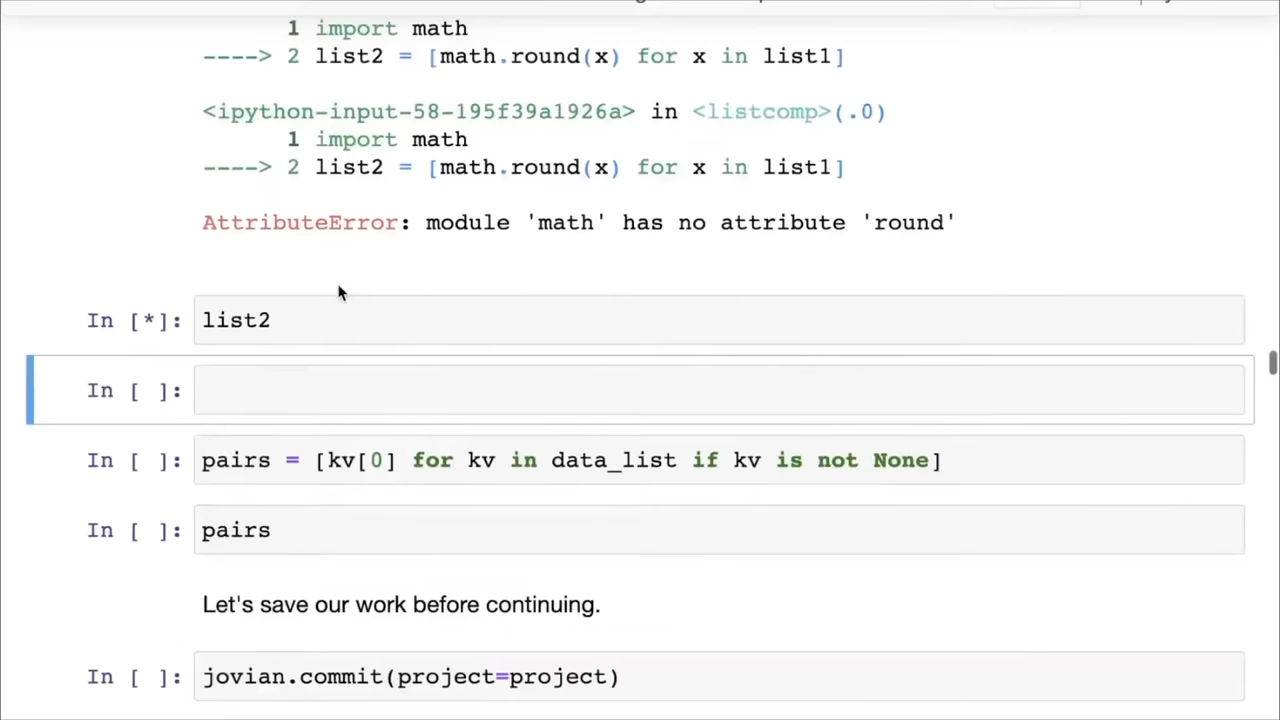 1 import math
----> 2 list2 = [math.round(x) for x in list1]
<ipython-input-58-195f39a1926a> in <listcomp>(.0)
1 import math
----> 2 list2 = [math.round(x) for x in list1]
AttributeError: module 'math' has no attribute 'round'
In [*]: list2
In [ ]:
In [ ]: pairs = [kv[0] for kv in data_list if kv is not None]
In [ ]: pairs
Let's save our work before continuing.
In [ ]: jovian.commit(project=project)